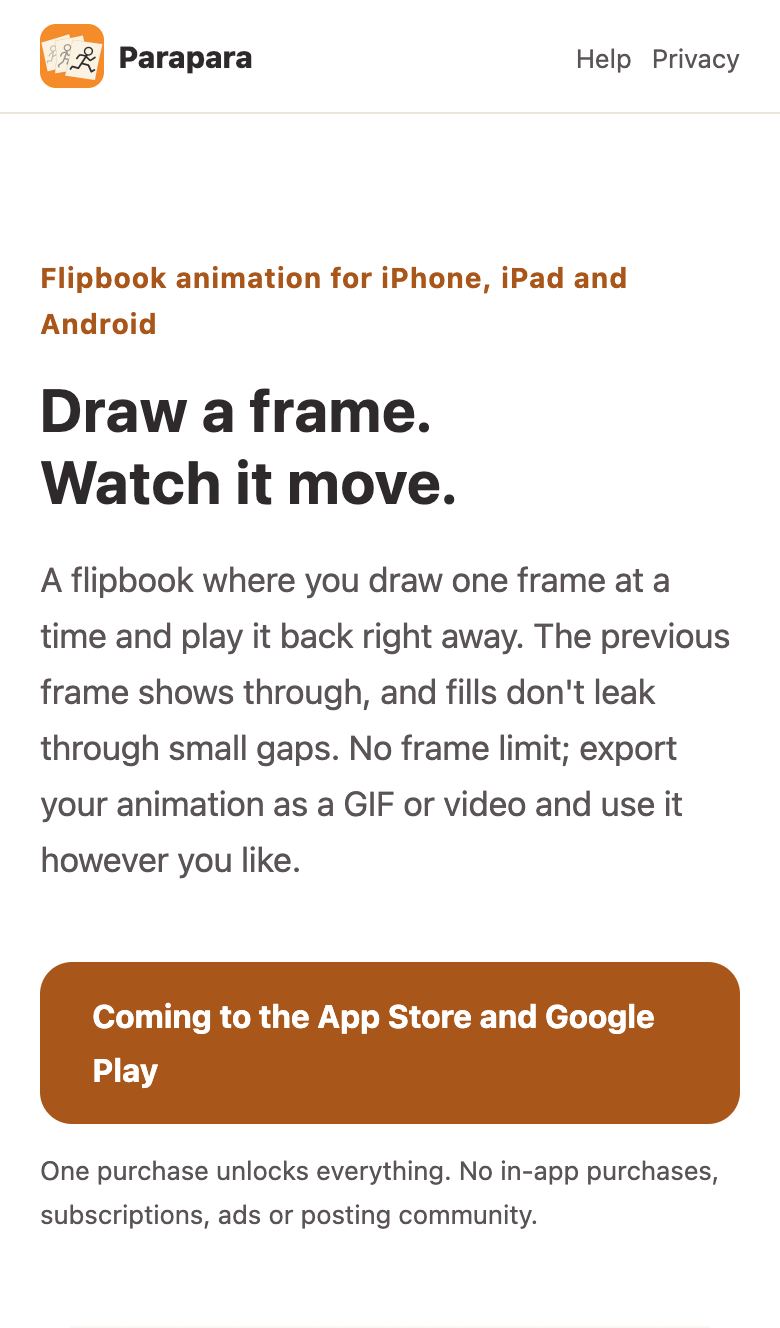 Parapara
Help Privacy
Flipbook animation for iPhone, iPad and
Android
Draw a frame.
Watch it move.
A flipbook where you draw one frame at a
time and play it back right away. The previous
frame shows through, and fills don't leak
through small gaps. No frame limit; export
your animation as a GIF or video and use it
however you like.
Coming to the App Store and Google
Play
One purchase unlocks everything. No in-app purchases,
subscriptions, ads or posting community.